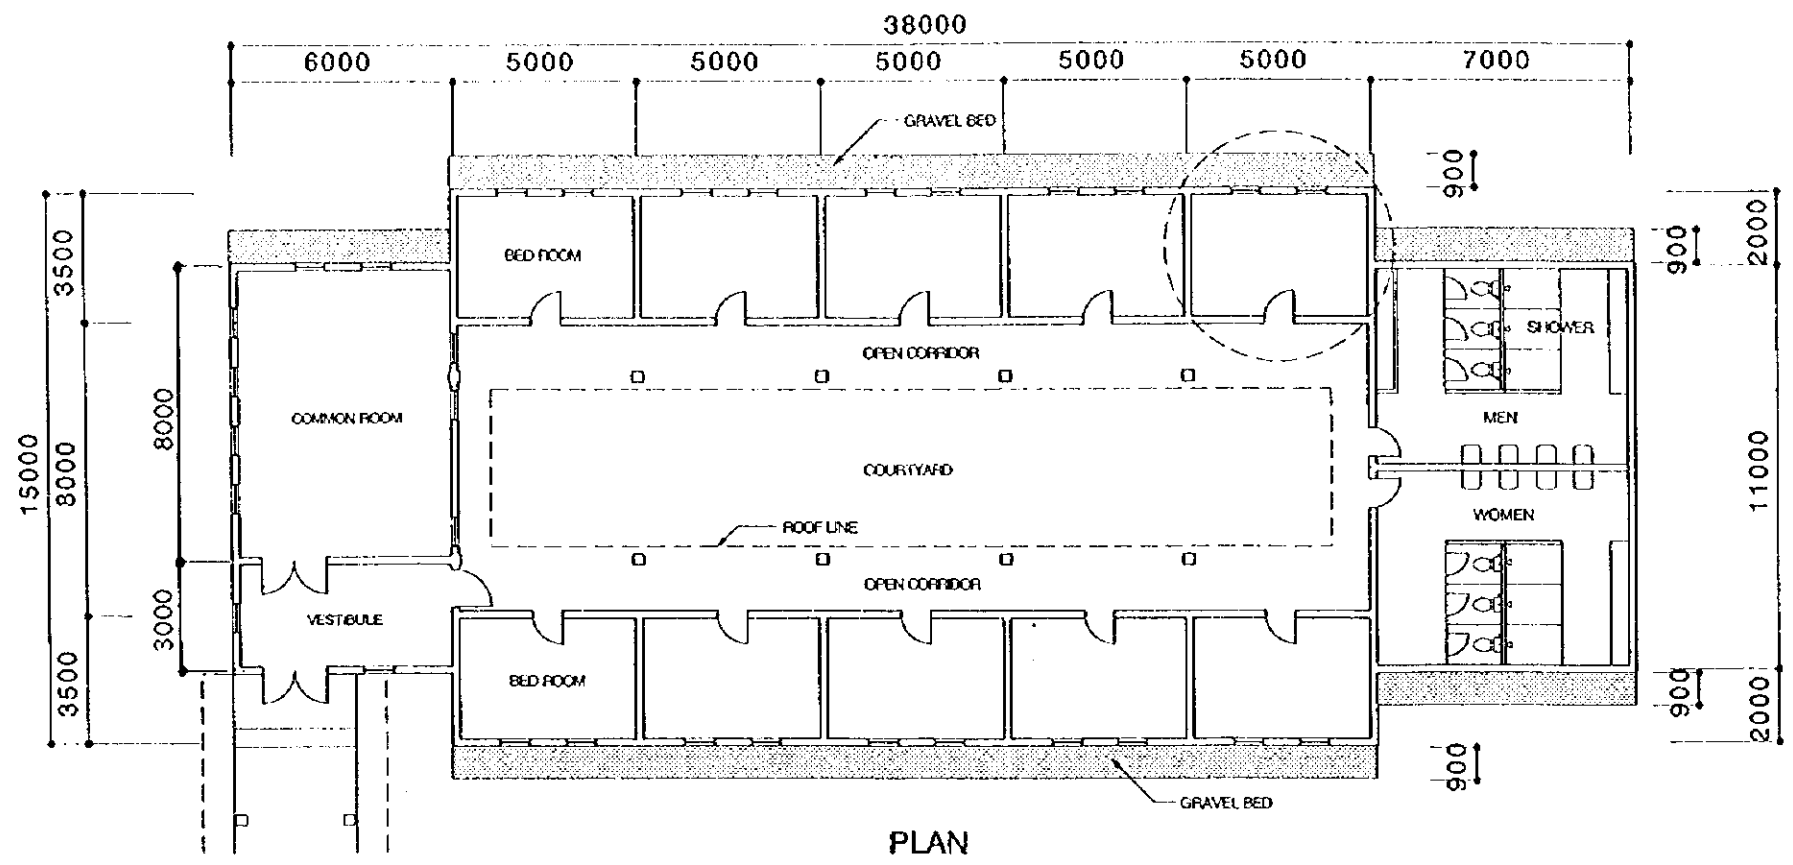 38000
6000 5000 5000 5000 5000 5000 7000
GRAVEL BED
900
2000
900
3500
BED ROOM
SHOWER
OPEN CORRIDOR
8000
COMMON ROOM
MEN
15000
8000
COURTYARD
11000
WOMEN
ROOF LINE
OPEN CORRIDOR
3000
VESTIBULE
3500
BED ROOM
900
2000
900
GRAVEL BED
PLAN